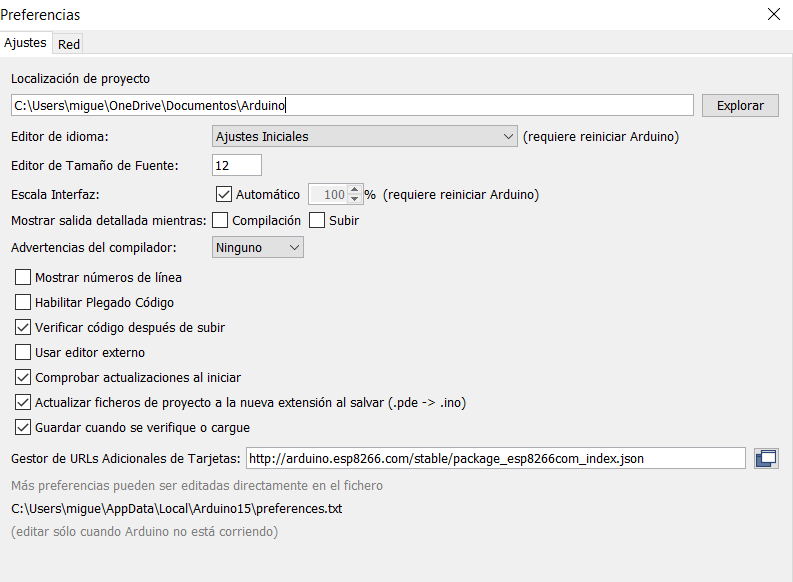 Preferencias
Ajustes Red
Localización de proyecto
C:\Users\migue\OneDrive\Documentos\Arduino Explorar
Editor de idioma: Ajustes Iniciales (requiere reiniciar Arduino)
Editor de Tamaño de Fuente: 12
Escala Interfaz: Automático 100 % (requiere reiniciar Arduino)
Mostrar salida detallada mientras: Compilación Subir
Advertencias del compilador: Ninguno
Mostrar números de línea
Habilitar Plegado Código
Verificar código después de subir
Usar editor externo
Comprobar actualizaciones al iniciar
Actualizar ficheros de proyecto a la nueva extensión al salvar (.pde -> .ino)
Guardar cuando se verifique o cargue
Gestor de URLs Adicionales de Tarjetas: http://arduino.esp8266.com/stable/package_esp8266com_index.json
Más preferencias pueden ser editadas directamente en el fichero
C:\Users\migue\AppData\Local\Arduino15\preferences.txt
(editar sólo cuando Arduino no está corriendo)